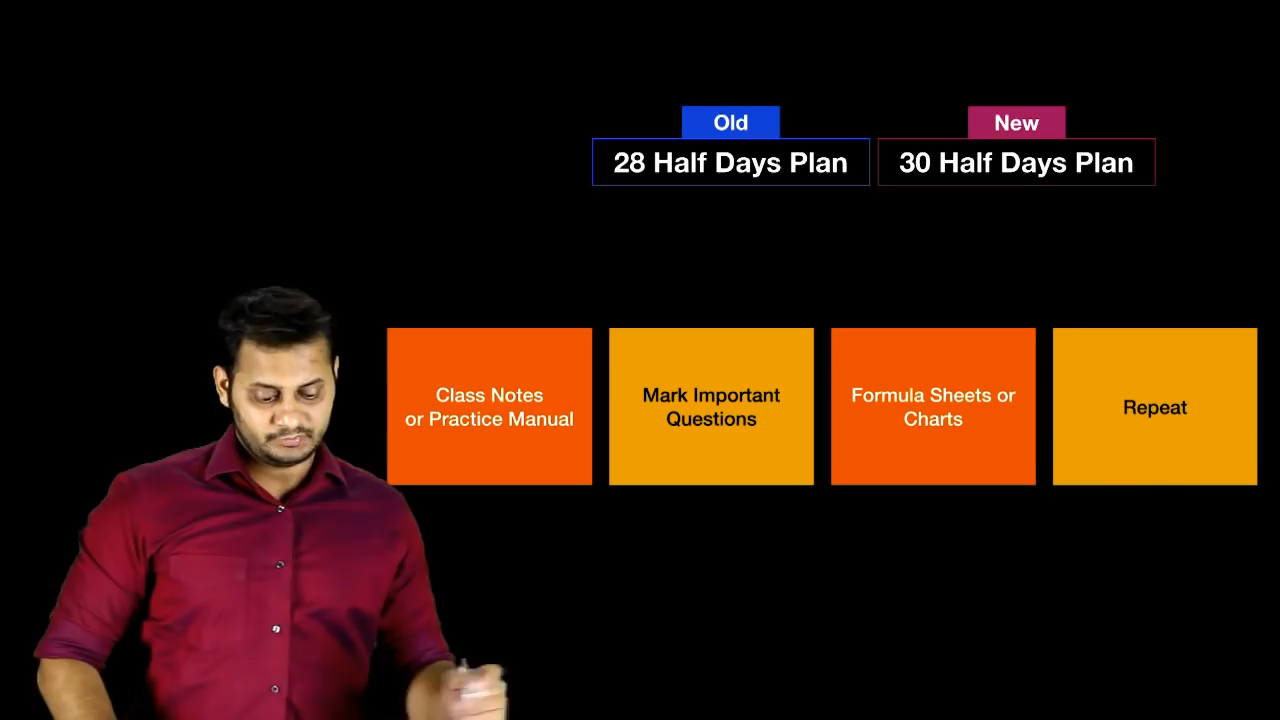 Old
New
28 Half Days Plan
30 Half Days Plan
Class Notes
or Practice Manual
Mark Important
Questions
Formula Sheets or
Charts
Repeat